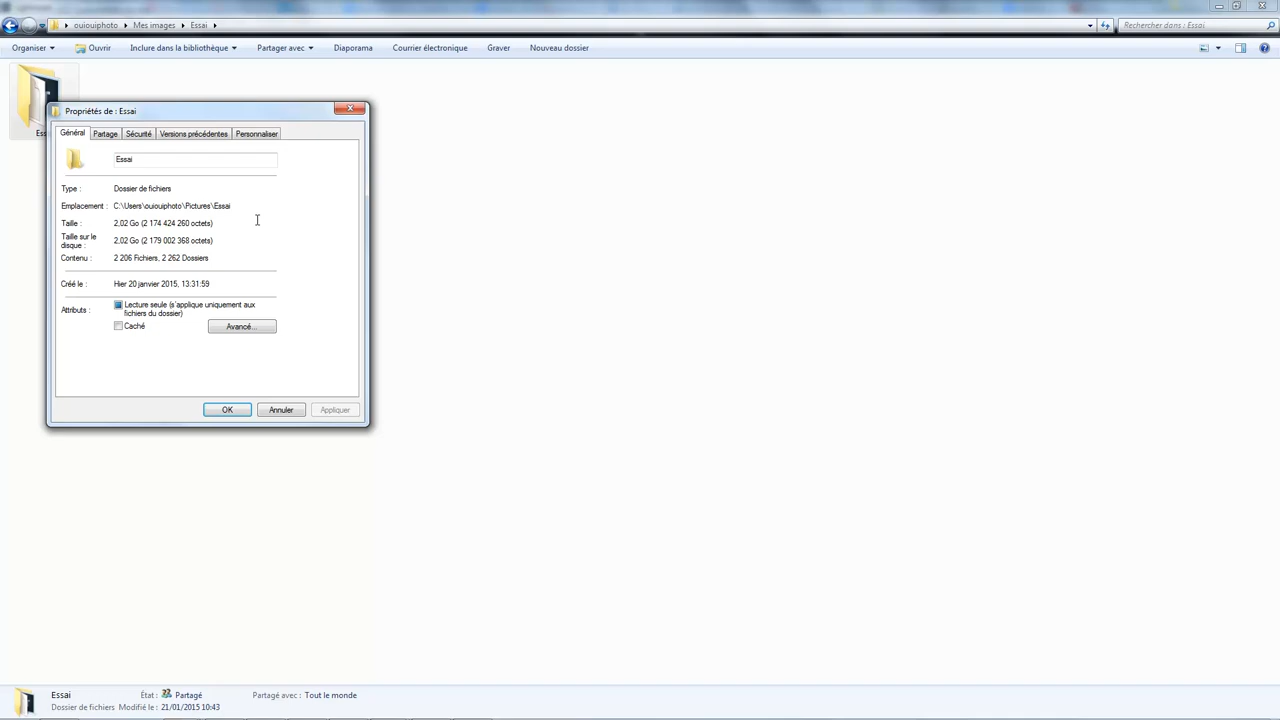 ouiouiphoto Mes images Essai Rechercher dans : Essai
Organiser Ouvrir Inclure dans la bibliothèque Partager avec Diaporama Courrier électronique Graver Nouveau dossier
Propriétés de : Essai
Général Partage Sécurité Versions précédentes Personnaliser
Essai
Type : Dossier de fichiers
Emplacement : C:\Users\ouiouiphoto\Pictures\Essai
Taille : 2,02 Go (2 174 424 260 octets)
Taille sur le disque : 2,02 Go (2 179 002 368 octets)
Contenu : 2 206 Fichiers, 2 262 Dossiers
Créé le : Hier 20 janvier 2015, 13:31:59
Attributs : Lecture seule (s'applique uniquement aux
fichiers du dossier)
Caché Avancé...
OK Annuler Appliquer
Essai État : Partagé Partagé avec : Tout le monde
Dossier de fichiers Modifié le : 21/01/2015 10:43